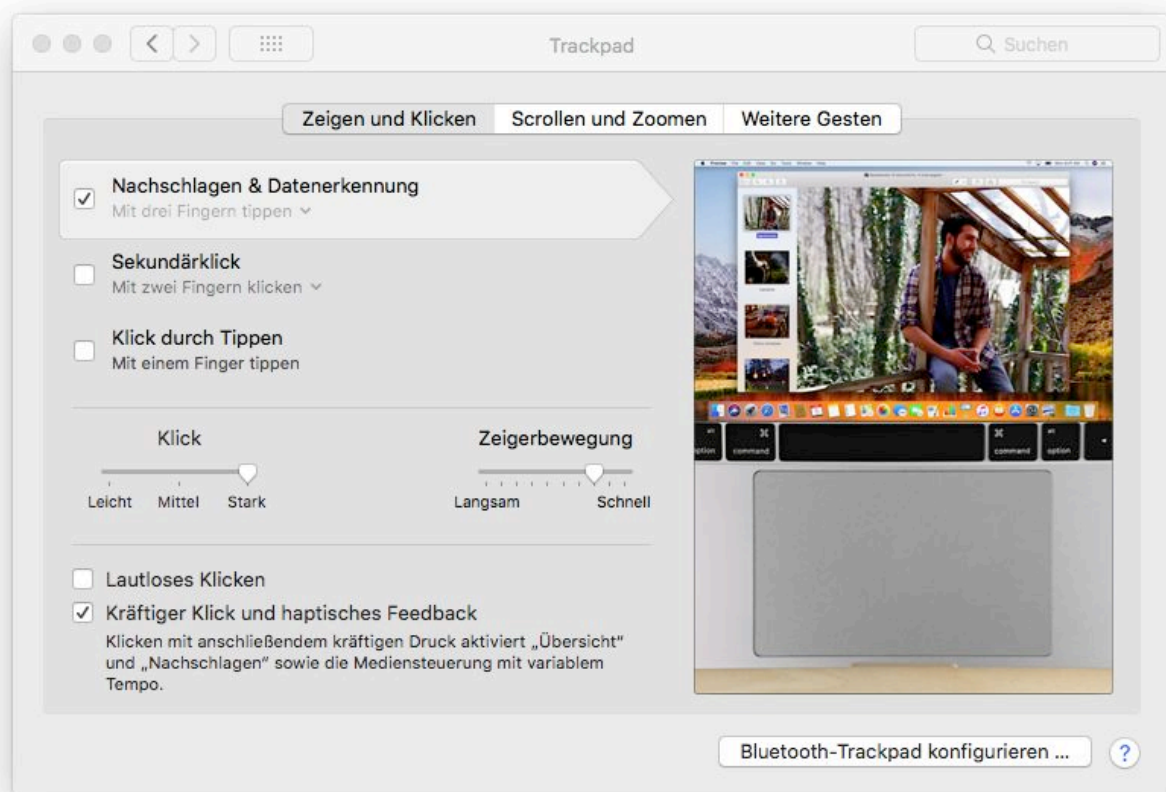 Trackpad
Suchen
Zeigen und Klicken Scrollen und Zoomen Weitere Gesten
Nachschlagen & Datenerkennung
Mit drei Fingern tippen
Sekundärklick
Mit zwei Fingern klicken
Klick durch Tippen
Mit einem Finger tippen
Klick Zeigerbewegung
Leicht Mittel Stark Langsam Schnell
Lautloses Klicken
Kräftiger Klick und haptisches Feedback
Klicken mit anschließendem kräftigen Druck aktiviert „Übersicht“
und „Nachschlagen“ sowie die Mediensteuerung mit variablem
Tempo.
alt ⌘ ⌘ alt
option command command option
Bluetooth-Trackpad konfigurieren ... ?